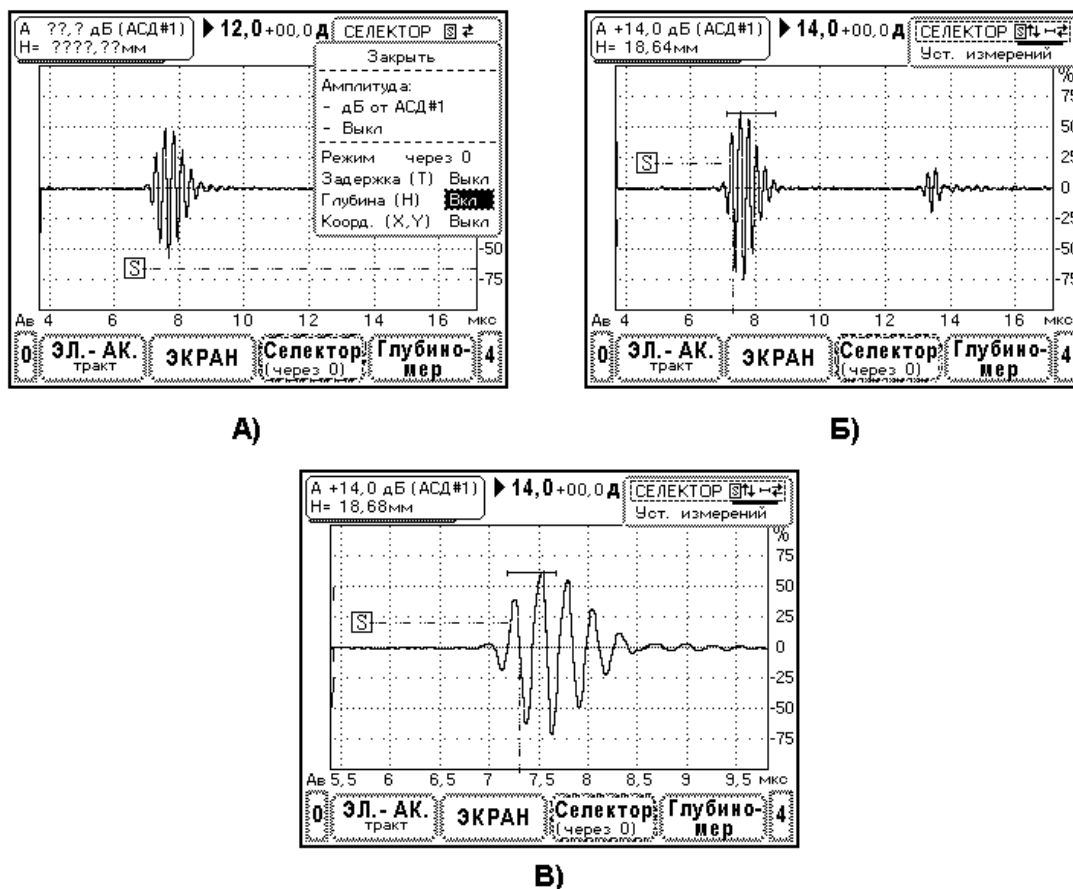 А ??,? дБ (АСД#1)
H= ????,??мм
12,0+00,0 д
СЕЛЕКТОР S
Закрыть
Амплитуда:
- дБ от АСД#1
- Выкл
Режим через 0
Задержка (Т) Выкл
Глубина (Н) Вкл
Коорд. (X,Y) Выкл
-50
-75
S
Ав 4 6 8 10 12 14 16 мкс
0 ЭЛ.- АК. тракт
ЭКРАН
Селектор (через 0)
Глубино-
мер
4
А)
А +14,0 дБ (АСД#1)
H= 18,64мм
14,0+00,0 д
СЕЛЕКТОР S
Уст. измерений
%
75
50
25
0
-25
-50
-75
S
Ав 4 6 8 10 12 14 16 мкс
0 ЭЛ.- АК. тракт
ЭКРАН
Селектор (через 0)
Глубино-
мер
4
Б)
А +14,0 дБ (АСД#1)
H= 18,68мм
14,0+00,0 д
СЕЛЕКТОР S
Уст. измерений
%
75
50
25
0
-25
-50
-75
S
Ав 5,5 6 6,5 7 7,5 8 8,5 9 9,5 мкс
0 ЭЛ.- АК. тракт
ЭКРАН
Селектор (через 0)
Глубино-
мер
4
В)